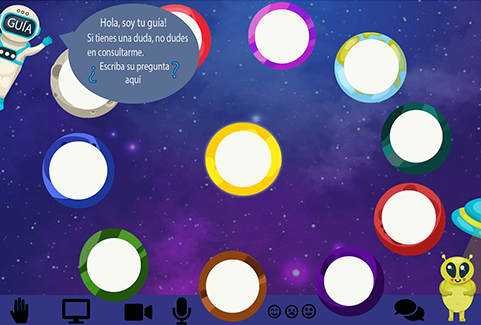 GUÍA
Hola, soy tu guía!
Si tienes una duda, no dudes
en consultarme.
¿ Escriba su pregunta ?
aquí